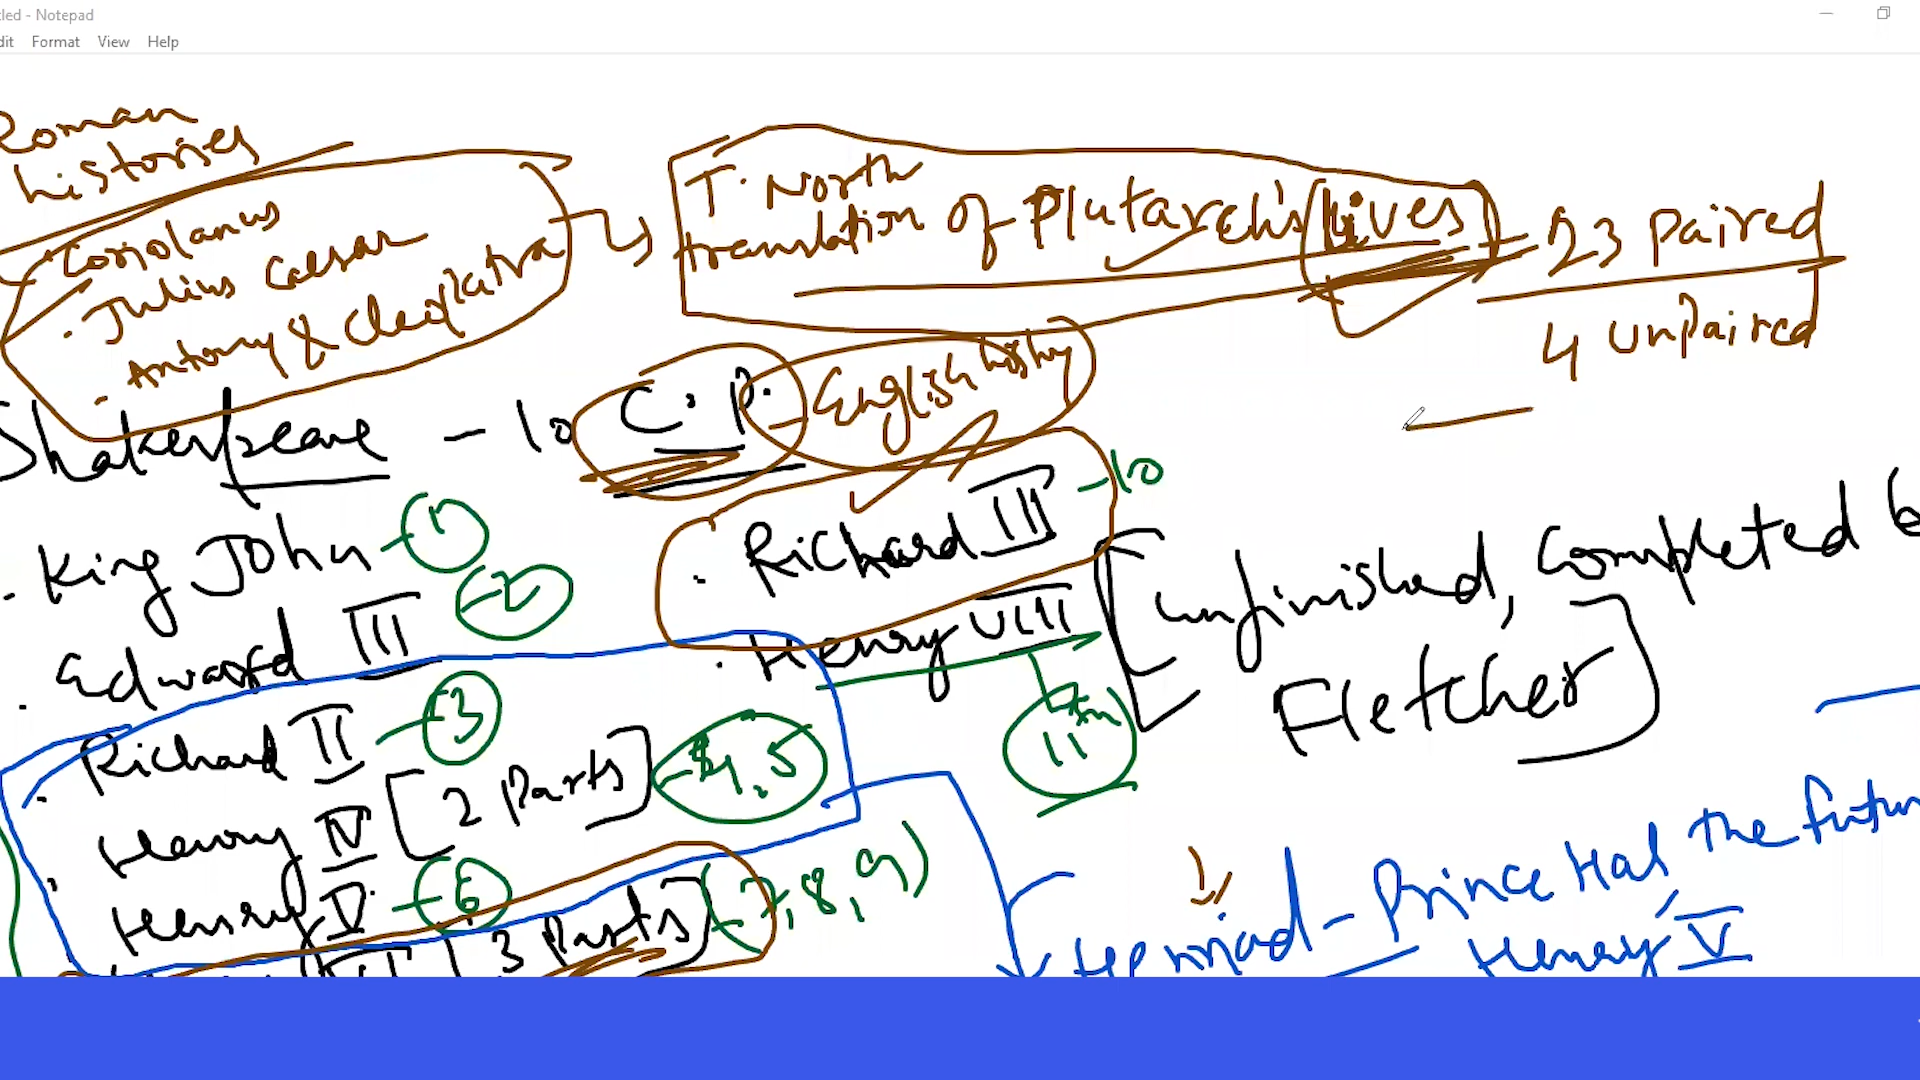 tled - Notepad
dit Format View Help
Roman
histories
Coriolanus
. Julius Caesar
. Antony & Cleopatra
T. North
translation of Plutarch's Lives
23 Paired
4 unpaired
Shakespeare - 10 C.P. - English history
. King John - 1
. Edward III - 2
. Richard II - 3
. Henry IV [2 Parts] - 4,5
Henry V. - 6
[3 Parts] (-7,8,9)
. Richard III - 10
. Henry VIII
11
[unfinished, completed b
Fletcher]
Henriad - Prince Hal the futur
Henry V